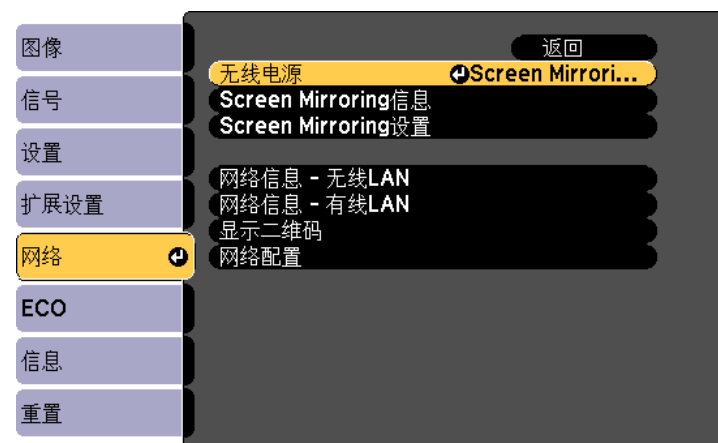 图像
信号
设置
扩展设置
网络
ECO
信息
重置
返回
无线电源 Screen Mirrori...
Screen Mirroring信息
Screen Mirroring设置
网络信息 - 无线LAN
网络信息 - 有线LAN
显示二维码
网络配置